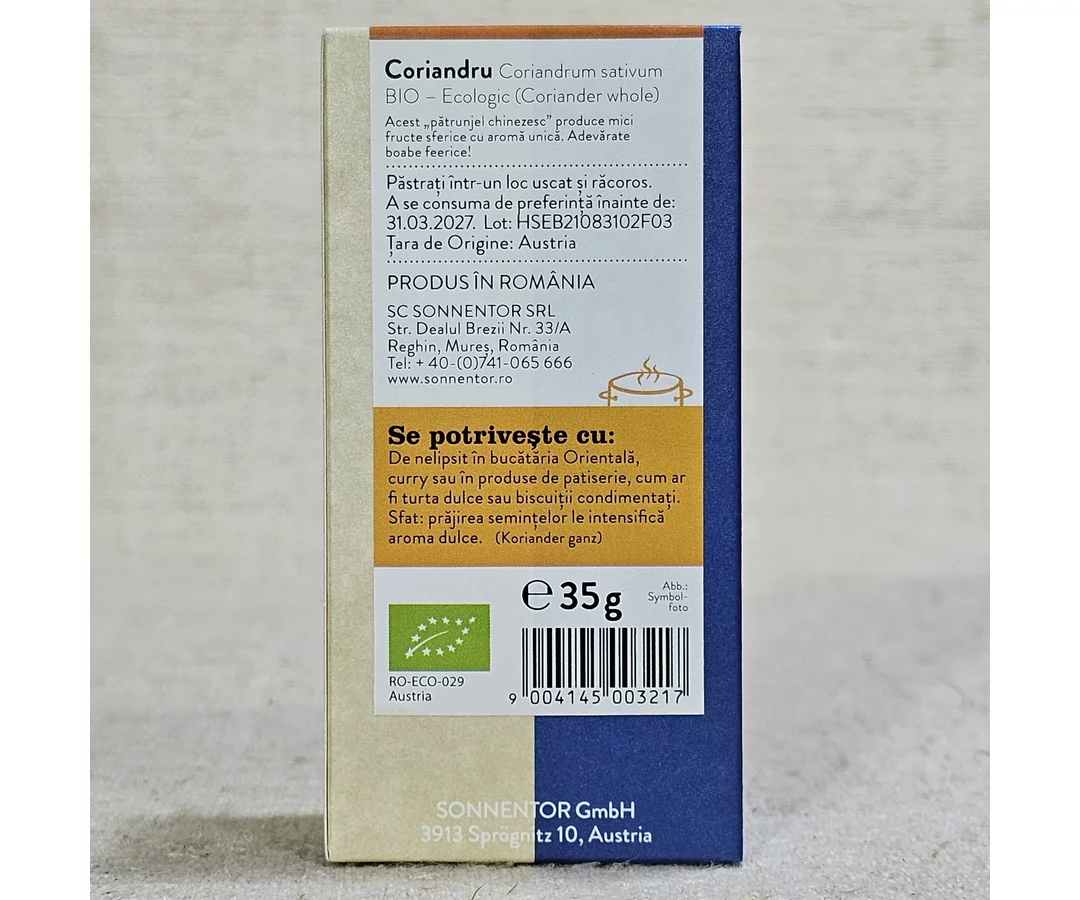 Coriandru Coriandrum sativum
BIO – Ecologic (Coriander whole)
Acest „pătrunjel chinezesc” produce mici
fructe sferice cu aromă unică. Adevărate
boabe feerice!
Păstrați într-un loc uscat și răcoros.
A se consuma de preferință înainte de:
31.03.2027. Lot: HSEB21083102F03
Țara de Origine: Austria
PRODUS ÎN ROMÂNIA
SC SONNENTOR SRL
Str. Dealul Brezii Nr. 33/A
Reghin, Mureș, România
Tel: + 40-(0)741-065 666
www.sonnentor.ro
Se potrivește cu:
De nelipsit în bucătăria Orientală,
curry sau în produse de patiserie, cum ar
fi turta dulce sau biscuiții condimentați.
Sfat: prăjirea semințelor le intensifică
aroma dulce. (Koriander ganz)
℮ 35g
Abb.:
Symbol-
foto
RO-ECO-029
Austria
9 004145 003217
SONNENTOR GmbH
3913 Sprögnitz 10, Austria